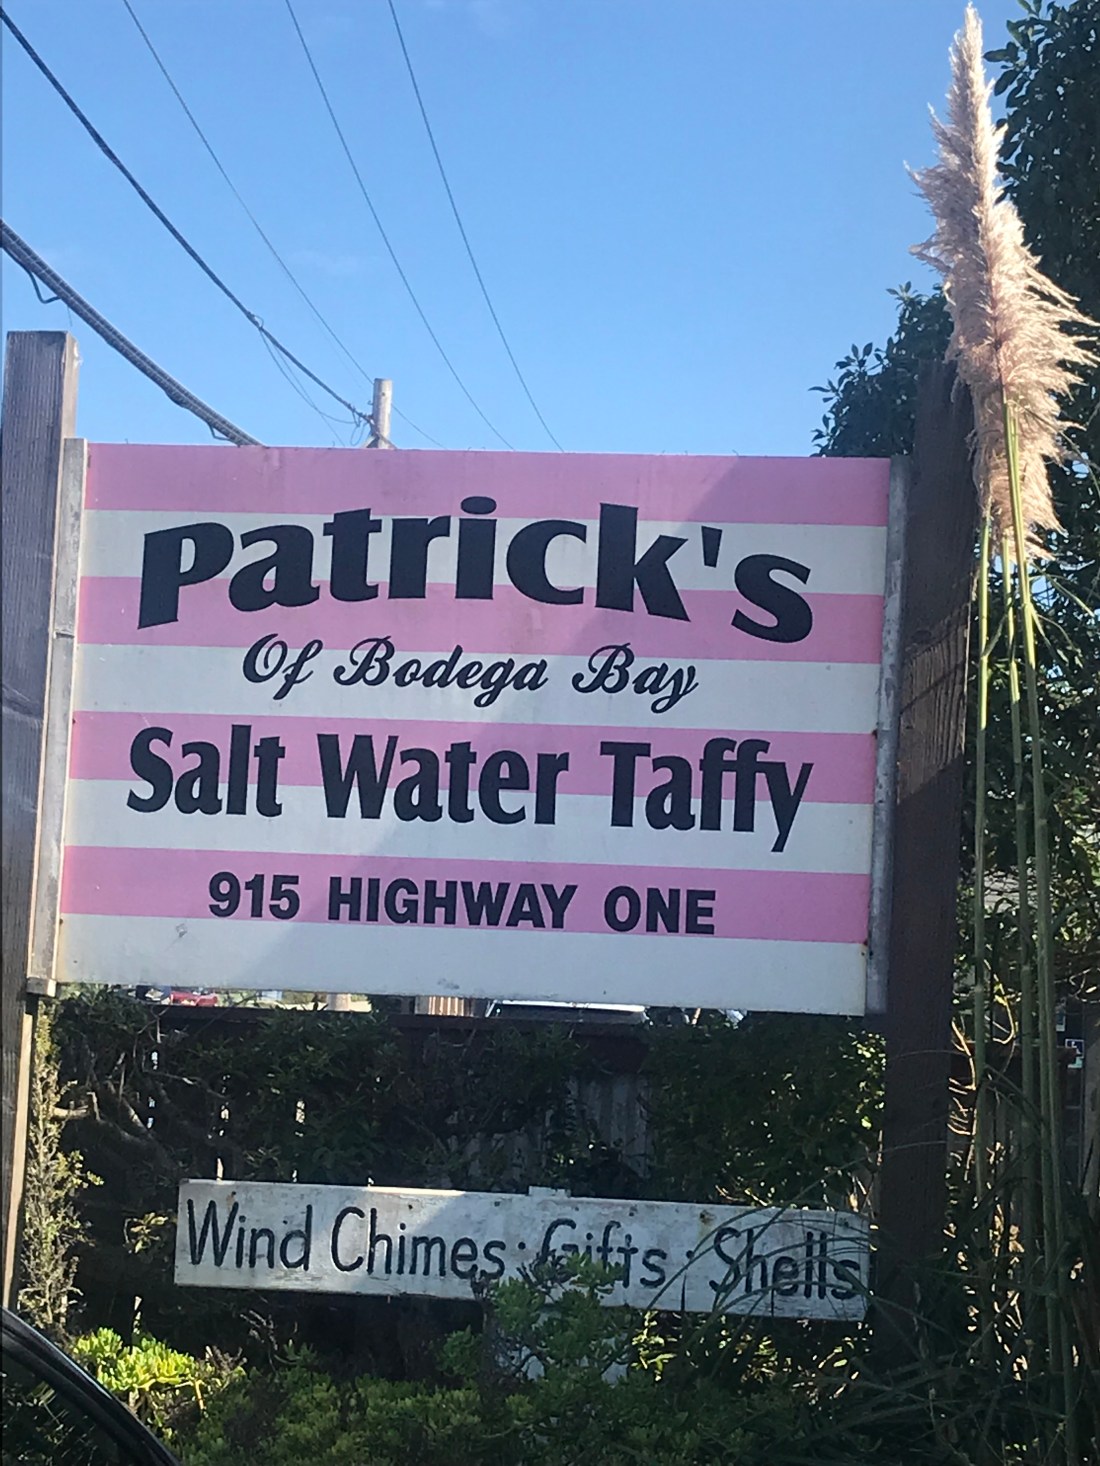 Patrick's
Of Bodega Bay
Salt Water Taffy
915 HIGHWAY ONE
Wind Chimes · Gifts · Shells